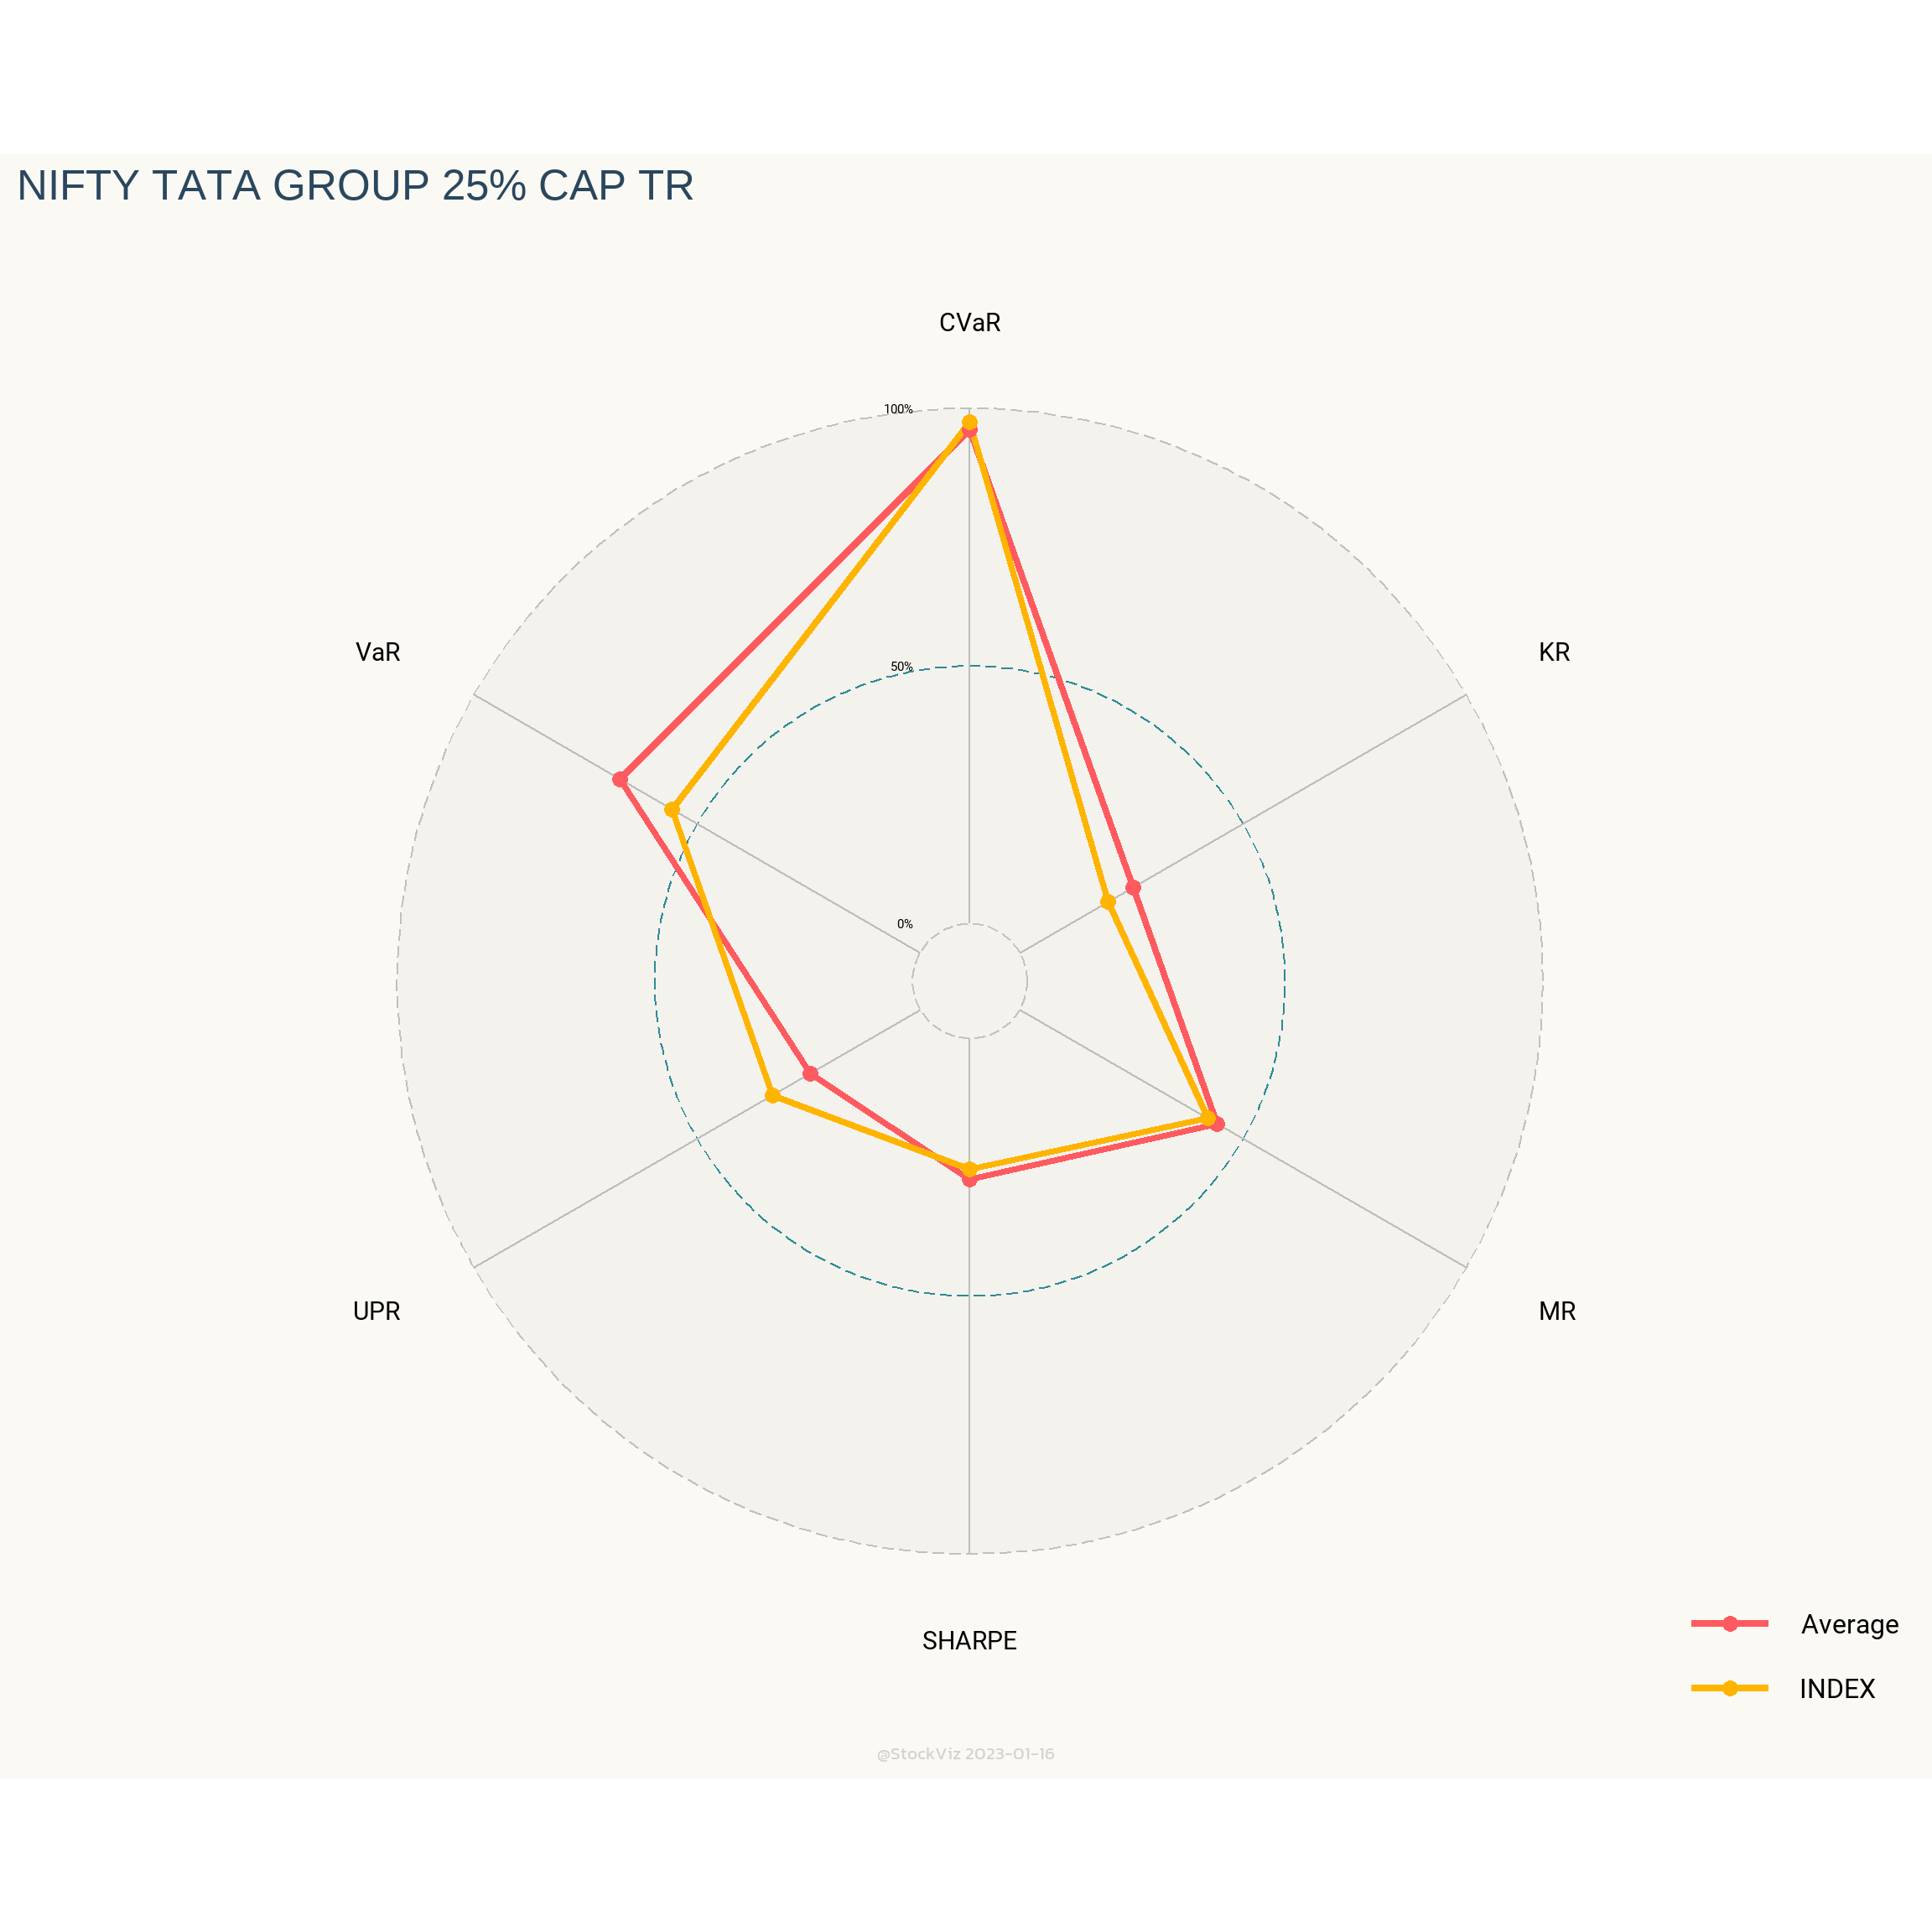 NIFTY TATA GROUP 25% CAP TR
CVaR
100%
KR
VaR
50%
0%
UPR
MR
SHARPE
Average
INDEX
@StockViz 2023-01-16